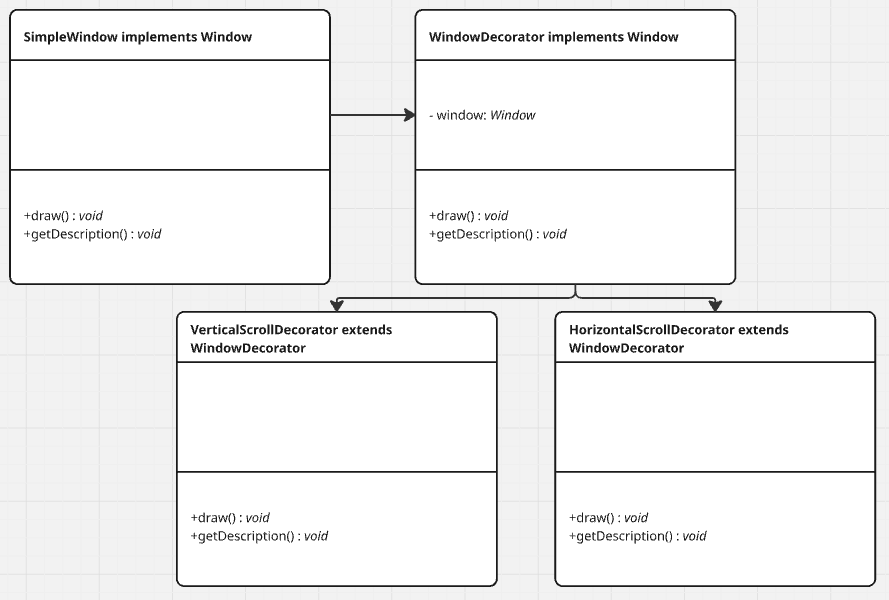 SimpleWindow implements Window
+draw() : void
+getDescription() : void
WindowDecorator implements Window
- window: Window
+draw() : void
+getDescription() : void
VerticalScrollDecorator extends
WindowDecorator
+draw() : void
+getDescription() : void
HorizontalScrollDecorator extends
WindowDecorator
+draw() : void
+getDescription() : void